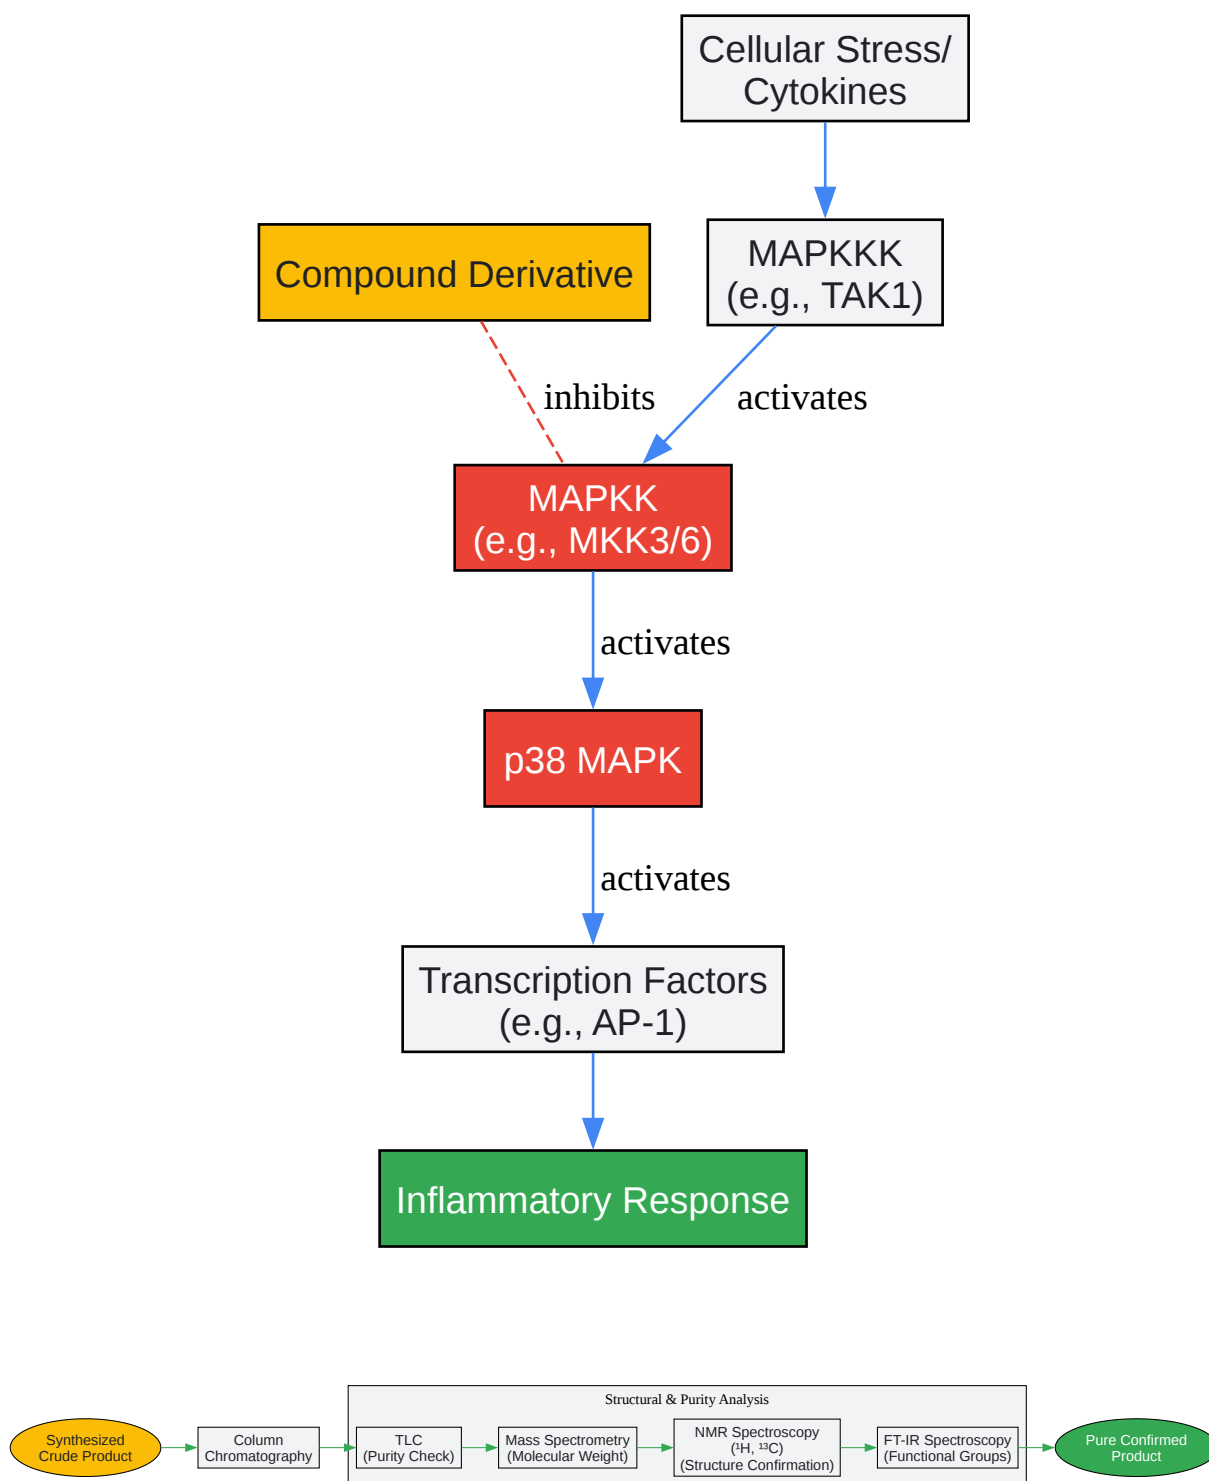 Cellular Stress/
Cytokines
Compound Derivative
MAPKKK
(e.g., TAK1)
inhibits
activates
MAPKK
(e.g., MKK3/6)
activates
p38 MAPK
activates
Transcription Factors
(e.g., AP-1)
Inflammatory Response
Structural & Purity Analysis
Synthesized
Crude Product
Column
Chromatography
TLC
(Purity Check)
Mass Spectrometry
(Molecular Weight)
NMR Spectroscopy
(¹H, ¹³C)
(Structure Confirmation)
FT-IR Spectroscopy
(Functional Groups)
Pure Confirmed
Product